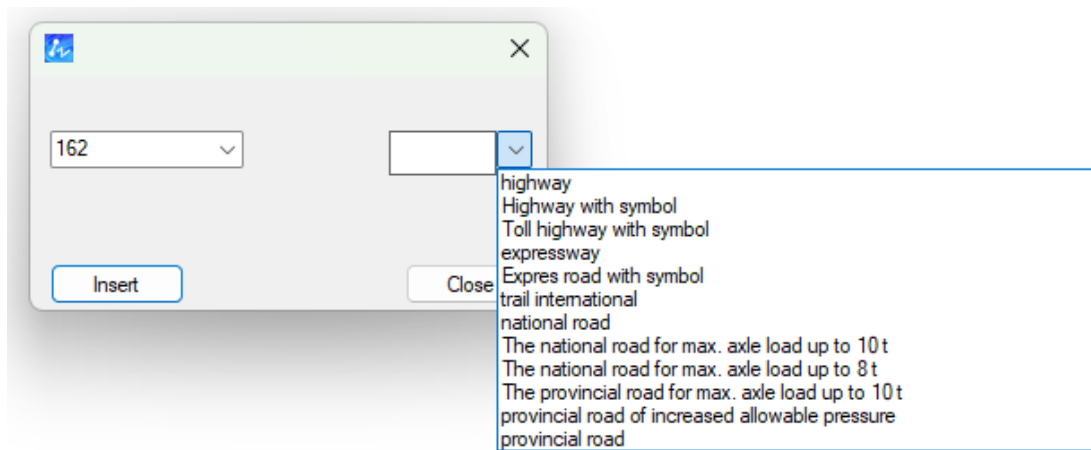 162
Insert
Close
highway
Highway with symbol
Toll highway with symbol
expressway
Expres road with symbol
trail international
national road
The national road for max. axle load up to 10 t
The national road for max. axle load up to 8 t
The provincial road for max. axle load up to 10 t
provincial road of increased allowable pressure
provincial road